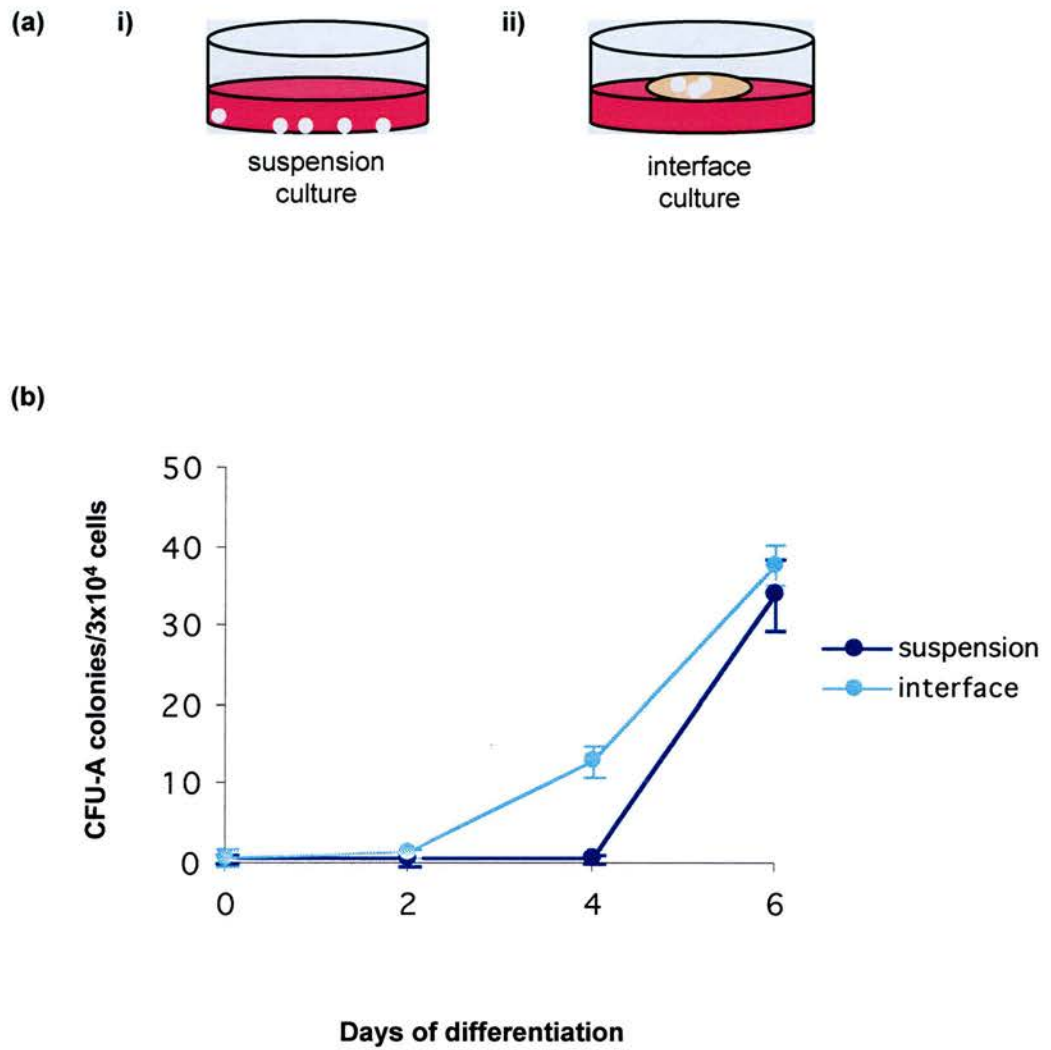 (a)
i)
ii)
suspension
culture
interface
culture
(b)
CFU-A colonies/3x10⁴ cells
50
40
30
20
10
0
0 2 4 6
suspension
interface
Days of differentiation